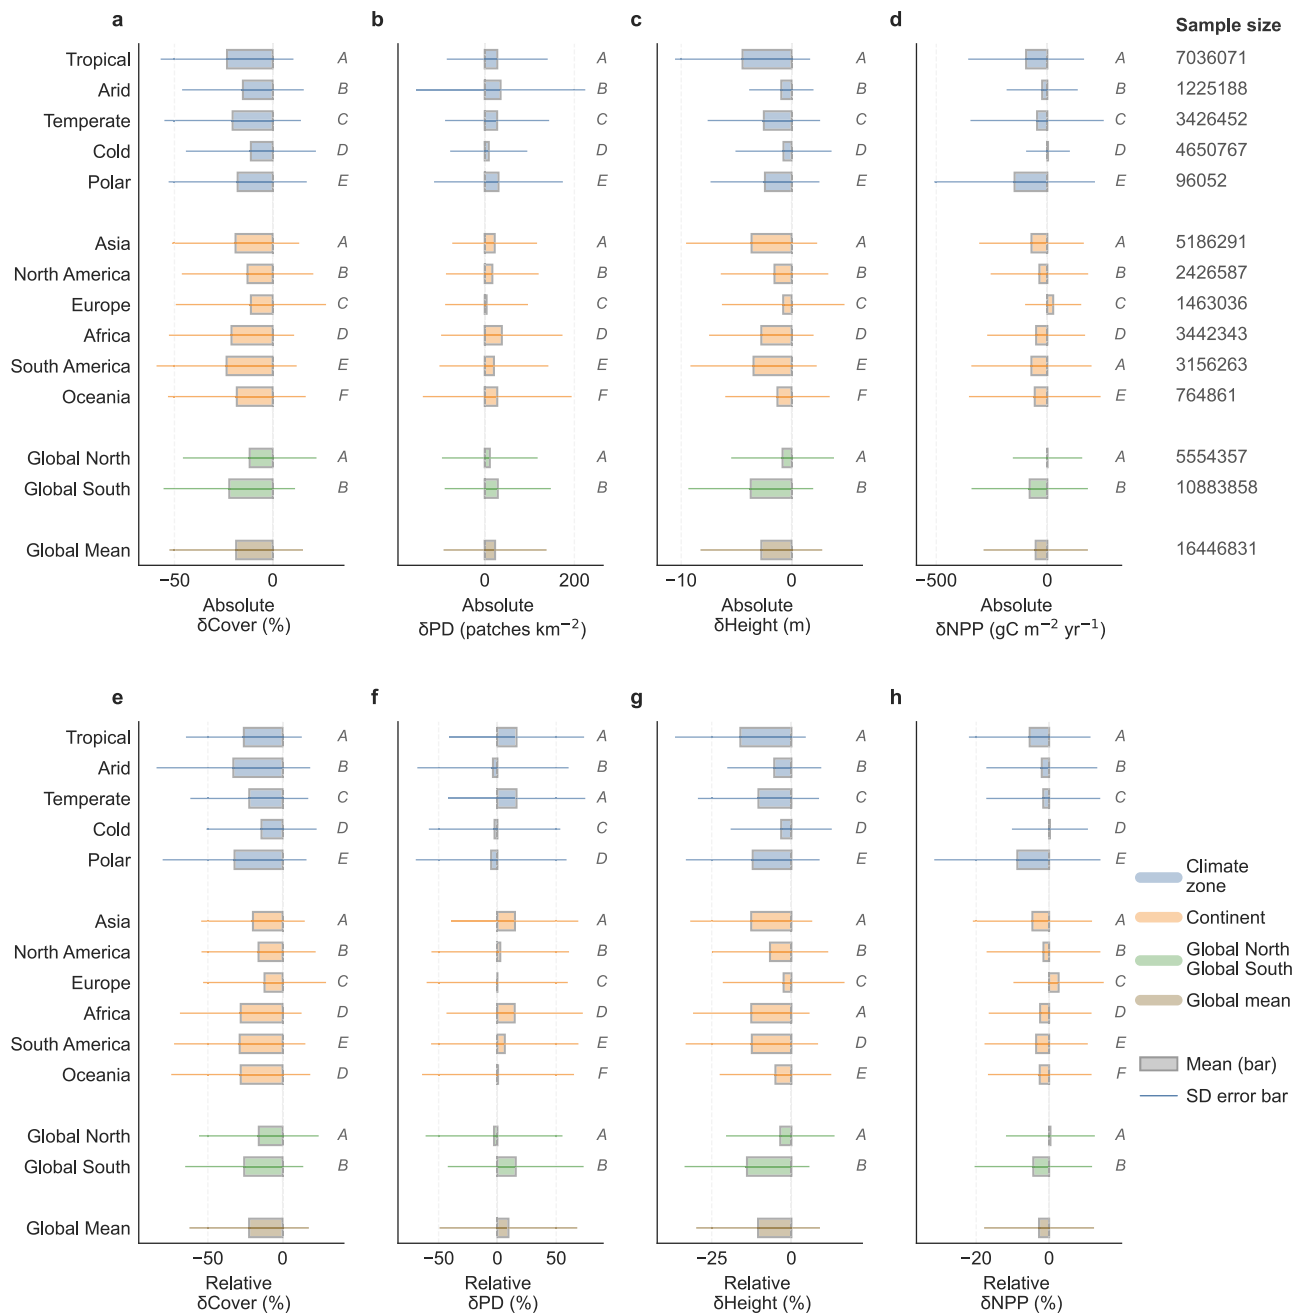 a b c d Sample size
Tropical A A A A 7036071
Arid B B B B 1225188
Temperate C C C C 3426452
Cold D D D D 4650767
Polar E E E E 96052
Asia A A A A 5186291
North America B B B B 2426587
Europe C C C C 1463036
Africa D D D D 3442343
South America E E E A 3156263
Oceania F F F E 764861
Global North A A A A 5554357
Global South B B B B 10883858
Global Mean 16446831
−50 0 0 200 −10 0 −500 0
Absolute Absolute Absolute Absolute
δCover (%) δPD (patches km⁻²) δHeight (m) δNPP (gC m⁻² yr⁻¹)
e f g h
Tropical A A A A
Arid B B B B
Temperate C A C C
Cold D C D D
Polar E D E E
Climate
zone
Asia A A A A
Continent
North America B B B B
Global North
Global South
Europe C C C C
Global mean
Africa D D A D
South America E E D E
Mean (bar)
Oceania D F E F
SD error bar
Global North A A A A
Global South B B B B
Global Mean
−50 0 −50 0 50 −25 0 −20 0
Relative Relative Relative Relative
δCover (%) δPD (%) δHeight (%) δNPP (%)